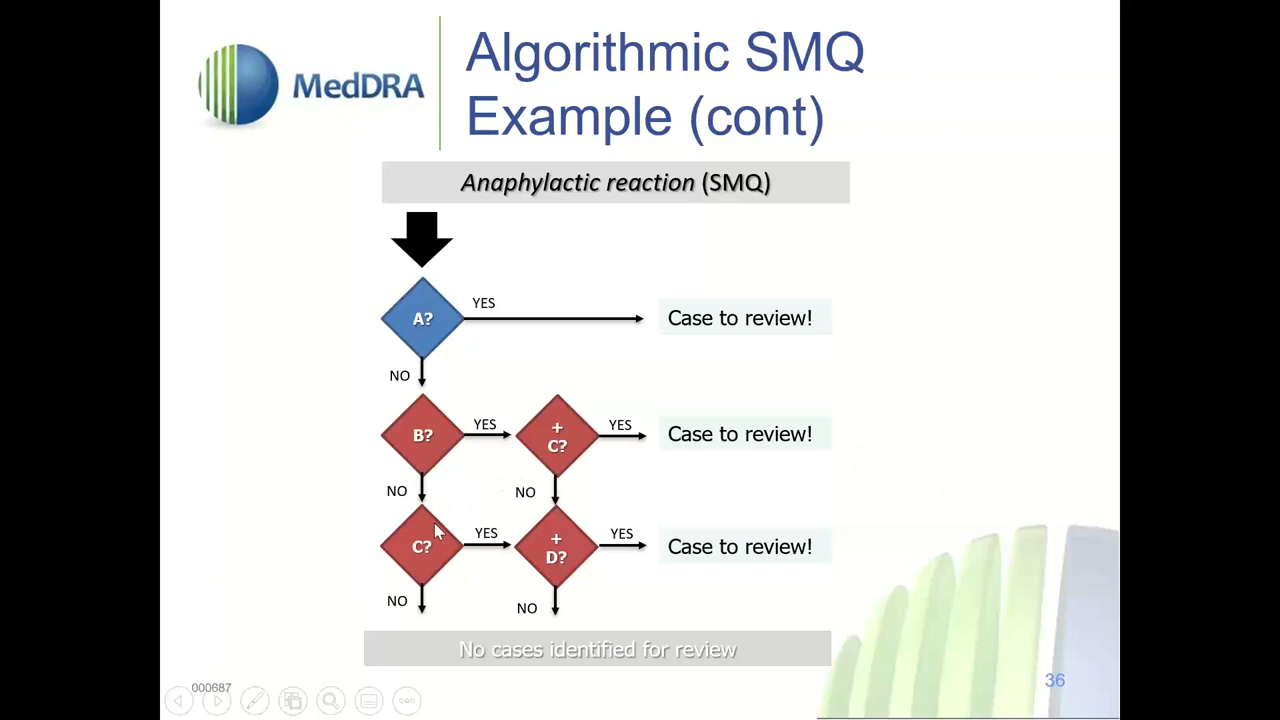 MedDRA
Algorithmic SMQ
Example (cont)
Anaphylactic reaction (SMQ)
A?
YES
Case to review!
NO
B?
YES
+
C?
YES
Case to review!
NO
NO
C?
YES
+
D?
YES
Case to review!
NO
NO
No cases identified for review
000687
36